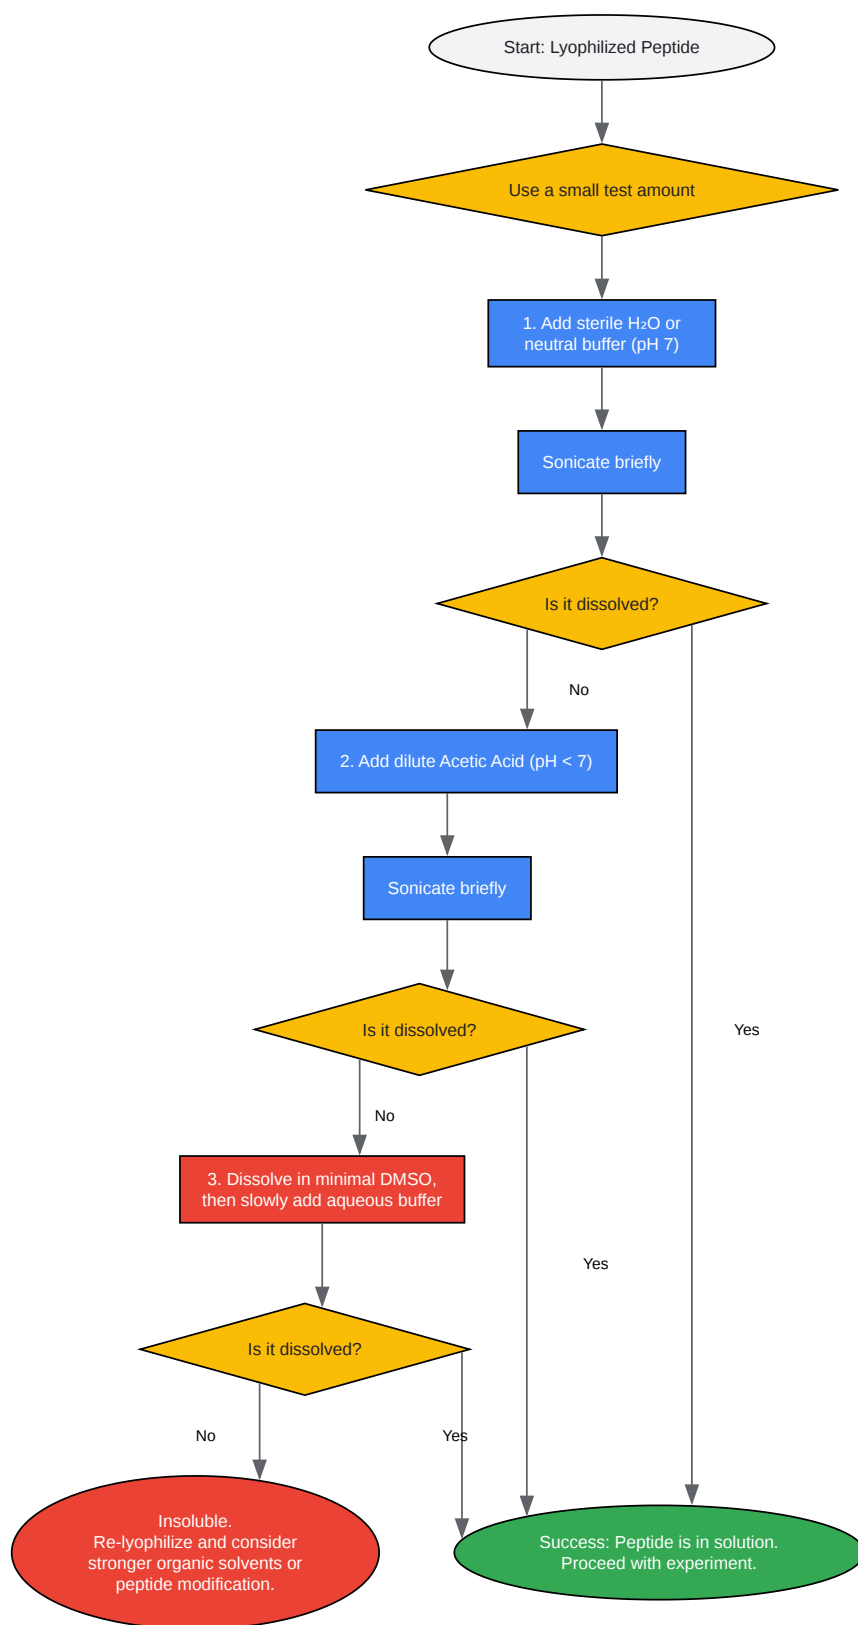 Start: Lyophilized Peptide
Use a small test amount
1. Add sterile H₂O or
neutral buffer (pH 7)
Sonicate briefly
Is it dissolved?
No
2. Add dilute Acetic Acid (pH < 7)
Sonicate briefly
Is it dissolved?
Yes
No
3. Dissolve in minimal DMSO,
then slowly add aqueous buffer
Yes
Is it dissolved?
No
Yes
Insoluble.
Re-lyophilize and consider
stronger organic solvents or
peptide modification.
Success: Peptide is in solution.
Proceed with experiment.